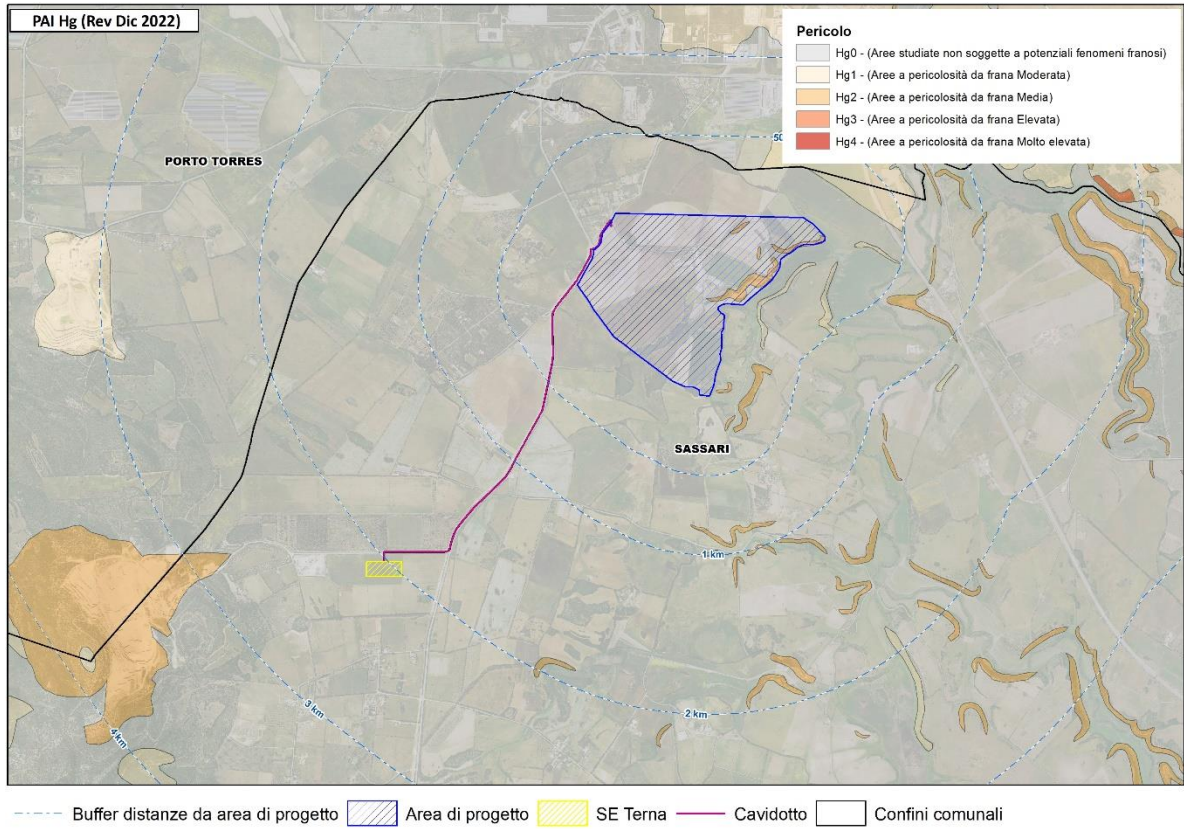 PAI Hg (Rev Dic 2022)
Pericolo
Hg0 - (Aree studiate non soggette a potenziali fenomeni franosi)
Hg1 - (Aree a pericolosità da frana Moderata)
Hg2 - (Aree a pericolosità da frana Media)
Hg3 - (Aree a pericolosità da frana Elevata)
Hg4 - (Aree a pericolosità da frana Molto elevata)
PORTO TORRES
SASSARI
1 km
2 km
3 km
4 km
Buffer distanze da area di progetto
Area di progetto
SE Terna
Cavidotto
Confini comunali